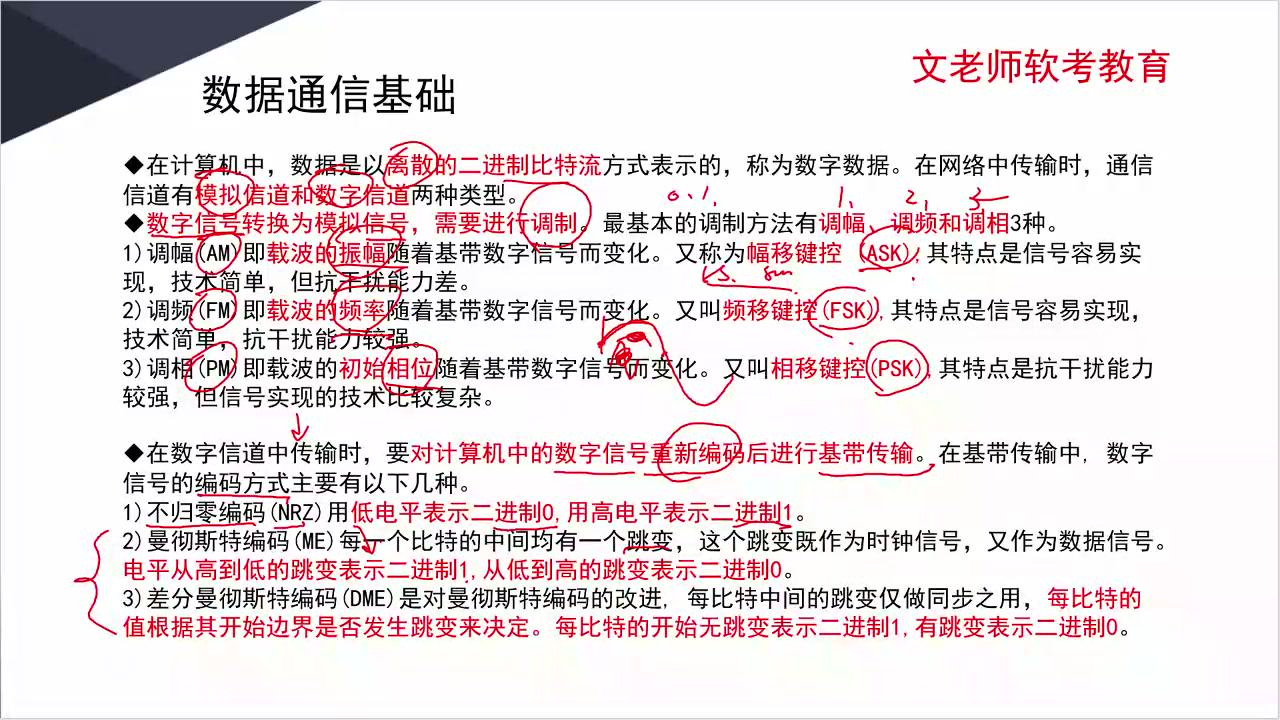 文老师软考教育
数据通信基础
◆在计算机中，数据是以离散的二进制比特流方式表示的，称为数字数据。在网络中传输时，通信
信道有模拟信道和数字信道两种类型。
0.1.
1.
2.
3
◆数字信号转换为模拟信号，需要进行调制。最基本的调制方法有调幅、调频和调相3种。
1)调幅(AM)即载波的振幅随着基带数字信号而变化。又称为幅移键控 (ASK),其特点是信号容易实
现，技术简单，但抗干扰能力差。
2)调频(FM)即载波的频率随着基带数字信号而变化。又叫频移键控(FSK),其特点是信号容易实现，
技术简单，抗干扰能力较强。
3)调相(PM)即载波的初始相位随着基带数字信号而变化。又叫相移键控(PSK),其特点是抗干扰能力
较强，但信号实现的技术比较复杂。
◆在数字信道中传输时，要对计算机中的数字信号重新编码后进行基带传输。在基带传输中，数字
信号的编码方式主要有以下几种。
1)不归零编码(NRZ)用低电平表示二进制0,用高电平表示二进制1。
2)曼彻斯特编码(ME)每一个比特的中间均有一个跳变，这个跳变既作为时钟信号，又作为数据信号。
电平从高到低的跳变表示二进制1,从低到高的跳变表示二进制0。
3)差分曼彻斯特编码(DME)是对曼彻斯特编码的改进，每比特中间的跳变仅做同步之用，每比特的
值根据其开始边界是否发生跳变来决定。每比特的开始无跳变表示二进制1,有跳变表示二进制0。